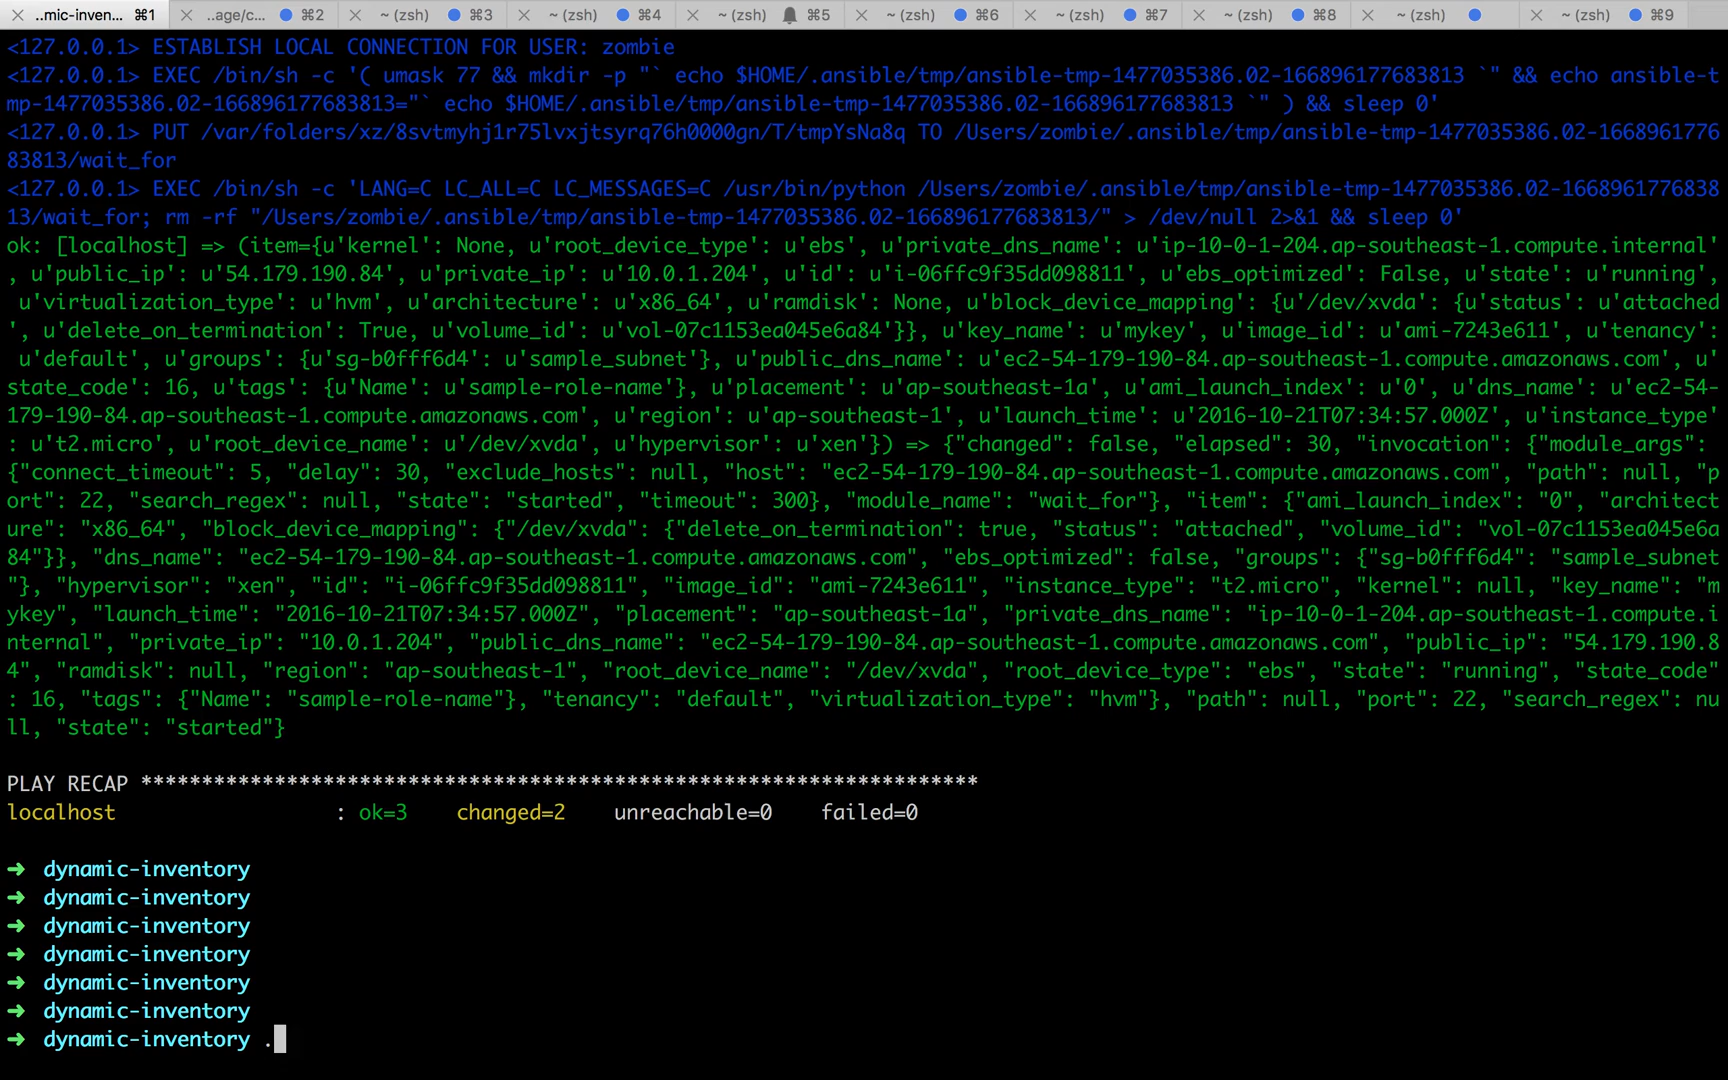 ..mic-inven... ⌘1 ..age/c... ⌘2 ~ (zsh) ⌘3 ~ (zsh) ⌘4 ~ (zsh) ⌘5 ~ (zsh) ⌘6 ~ (zsh) ⌘7 ~ (zsh) ⌘8 ~ (zsh) ~ (zsh) ⌘9
<127.0.0.1> ESTABLISH LOCAL CONNECTION FOR USER: zombie
<127.0.0.1> EXEC /bin/sh -c '( umask 77 && mkdir -p "` echo $HOME/.ansible/tmp/ansible-tmp-1477035386.02-166896177683813 `" && echo ansible-t
mp-1477035386.02-166896177683813="` echo $HOME/.ansible/tmp/ansible-tmp-1477035386.02-166896177683813 `" ) && sleep 0'
<127.0.0.1> PUT /var/folders/xz/8svtmyhj1r75lvxjtsyrq76h0000gn/T/tmpYsNa8q TO /Users/zombie/.ansible/tmp/ansible-tmp-1477035386.02-1668961776
83813/wait_for
<127.0.0.1> EXEC /bin/sh -c 'LANG=C LC_ALL=C LC_MESSAGES=C /usr/bin/python /Users/zombie/.ansible/tmp/ansible-tmp-1477035386.02-1668961776838
13/wait_for; rm -rf "/Users/zombie/.ansible/tmp/ansible-tmp-1477035386.02-166896177683813/" > /dev/null 2>&1 && sleep 0'
ok: [localhost] => (item={u'kernel': None, u'root_device_type': u'ebs', u'private_dns_name': u'ip-10-0-1-204.ap-southeast-1.compute.internal'
, u'public_ip': u'54.179.190.84', u'private_ip': u'10.0.1.204', u'id': u'i-06ffc9f35dd098811', u'ebs_optimized': False, u'state': u'running',
u'virtualization_type': u'hvm', u'architecture': u'x86_64', u'ramdisk': None, u'block_device_mapping': {u'/dev/xvda': {u'status': u'attached
', u'delete_on_termination': True, u'volume_id': u'vol-07c1153ea045e6a84'}}, u'key_name': u'mykey', u'image_id': u'ami-7243e611', u'tenancy':
u'default', u'groups': {u'sg-b0fff6d4': u'sample_subnet'}, u'public_dns_name': u'ec2-54-179-190-84.ap-southeast-1.compute.amazonaws.com', u'
state_code': 16, u'tags': {u'Name': u'sample-role-name'}, u'placement': u'ap-southeast-1a', u'ami_launch_index': u'0', u'dns_name': u'ec2-54-
179-190-84.ap-southeast-1.compute.amazonaws.com', u'region': u'ap-southeast-1', u'launch_time': u'2016-10-21T07:34:57.000Z', u'instance_type'
: u't2.micro', u'root_device_name': u'/dev/xvda', u'hypervisor': u'xen'}) => {"changed": false, "elapsed": 30, "invocation": {"module_args":
{"connect_timeout": 5, "delay": 30, "exclude_hosts": null, "host": "ec2-54-179-190-84.ap-southeast-1.compute.amazonaws.com", "path": null, "p
ort": 22, "search_regex": null, "state": "started", "timeout": 300}, "module_name": "wait_for"}, "item": {"ami_launch_index": "0", "architect
ure": "x86_64", "block_device_mapping": {"/dev/xvda": {"delete_on_termination": true, "status": "attached", "volume_id": "vol-07c1153ea045e6a
84"}}, "dns_name": "ec2-54-179-190-84.ap-southeast-1.compute.amazonaws.com", "ebs_optimized": false, "groups": {"sg-b0fff6d4": "sample_subnet
"}, "hypervisor": "xen", "id": "i-06ffc9f35dd098811", "image_id": "ami-7243e611", "instance_type": "t2.micro", "kernel": null, "key_name": "m
ykey", "launch_time": "2016-10-21T07:34:57.000Z", "placement": "ap-southeast-1a", "private_dns_name": "ip-10-0-1-204.ap-southeast-1.compute.i
nternal", "private_ip": "10.0.1.204", "public_dns_name": "ec2-54-179-190-84.ap-southeast-1.compute.amazonaws.com", "public_ip": "54.179.190.8
4", "ramdisk": null, "region": "ap-southeast-1", "root_device_name": "/dev/xvda", "root_device_type": "ebs", "state": "running", "state_code"
: 16, "tags": {"Name": "sample-role-name"}, "tenancy": "default", "virtualization_type": "hvm"}, "path": null, "port": 22, "search_regex": nu
ll, "state": "started"}
PLAY RECAP *********************************************************************
localhost : ok=3 changed=2 unreachable=0 failed=0
➜ dynamic-inventory
➜ dynamic-inventory
➜ dynamic-inventory
➜ dynamic-inventory
➜ dynamic-inventory
➜ dynamic-inventory
➜ dynamic-inventory .